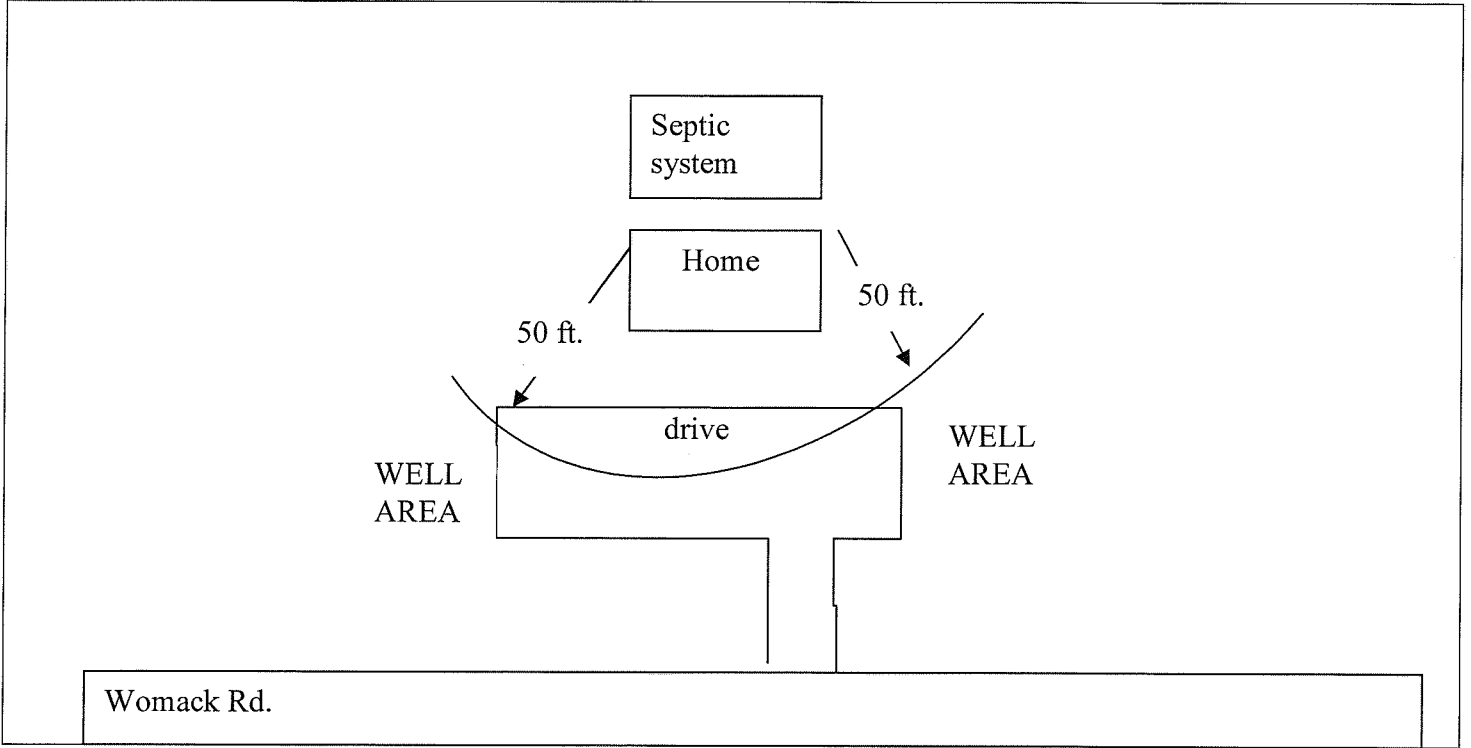 Septic
system
Home
50 ft.
50 ft.
drive
WELL
AREA
WELL
AREA
Womack Rd.